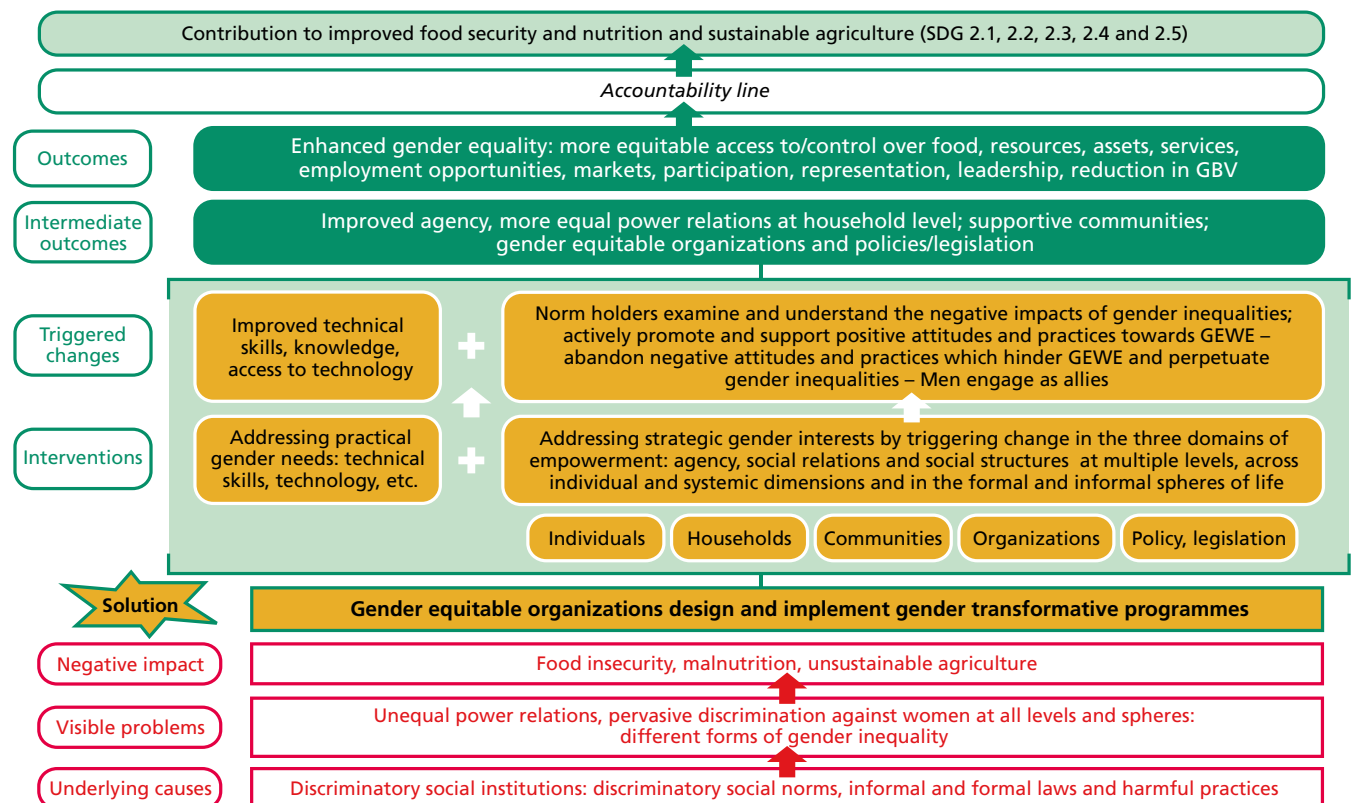 Contribution to improved food security and nutrition and sustainable agriculture (SDG 2.1, 2.2, 2.3, 2.4 and 2.5)
Accountability line
Outcomes
Enhanced gender equality: more equitable access to/control over food, resources, assets, services,
employment opportunities, markets, participation, representation, leadership, reduction in GBV
Intermediate
outcomes
Improved agency, more equal power relations at household level; supportive communities;
gender equitable organizations and policies/legislation
Triggered
changes
Improved technical
skills, knowledge,
access to technology
+
Norm holders examine and understand the negative impacts of gender inequalities;
actively promote and support positive attitudes and practices towards GEWE –
abandon negative attitudes and practices which hinder GEWE and perpetuate
gender inequalities – Men engage as allies
Interventions
Addressing practical
gender needs: technical
skills, technology, etc.
+
Addressing strategic gender interests by triggering change in the three domains of
empowerment: agency, social relations and social structures at multiple levels, across
individual and systemic dimensions and in the formal and informal spheres of life
Individuals
Households
Communities
Organizations
Policy, legislation
Solution
Gender equitable organizations design and implement gender transformative programmes
Negative impact
Food insecurity, malnutrition, unsustainable agriculture
Visible problems
Unequal power relations, pervasive discrimination against women at all levels and spheres:
different forms of gender inequality
Underlying causes
Discriminatory social institutions: discriminatory social norms, informal and formal laws and harmful practices